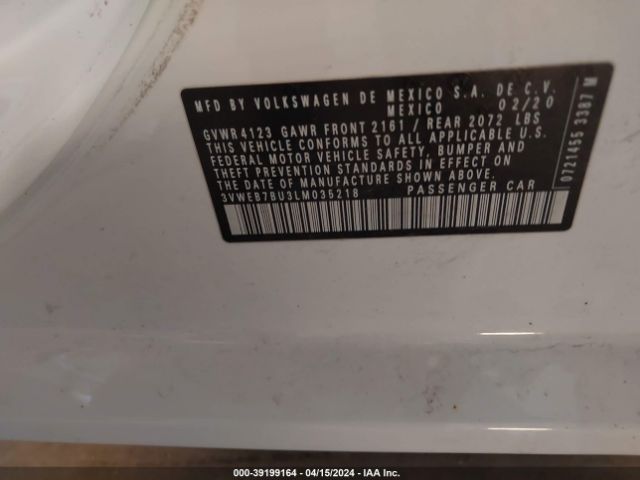 MFD BY VOLKSWAGEN DE MEXICO S.A. DE C.V.
MEXICO 02/20
GVWR4123 GAWR FRONT 2161 / REAR 2072 LBS
THIS VEHICLE CONFORMS TO ALL APPLICABLE U.S.
FEDERAL MOTOR VEHICLE SAFETY, BUMPER AND
THEFT PREVENTION STANDARDS IN EFFECT ON THE
DATE OF MANUFACTURE SHOWN ABOVE.
3VWEB7BU3LM035218 PASSENGER CAR
0721455 3387 M
000-39199164 - 04/15/2024 - IAA Inc.